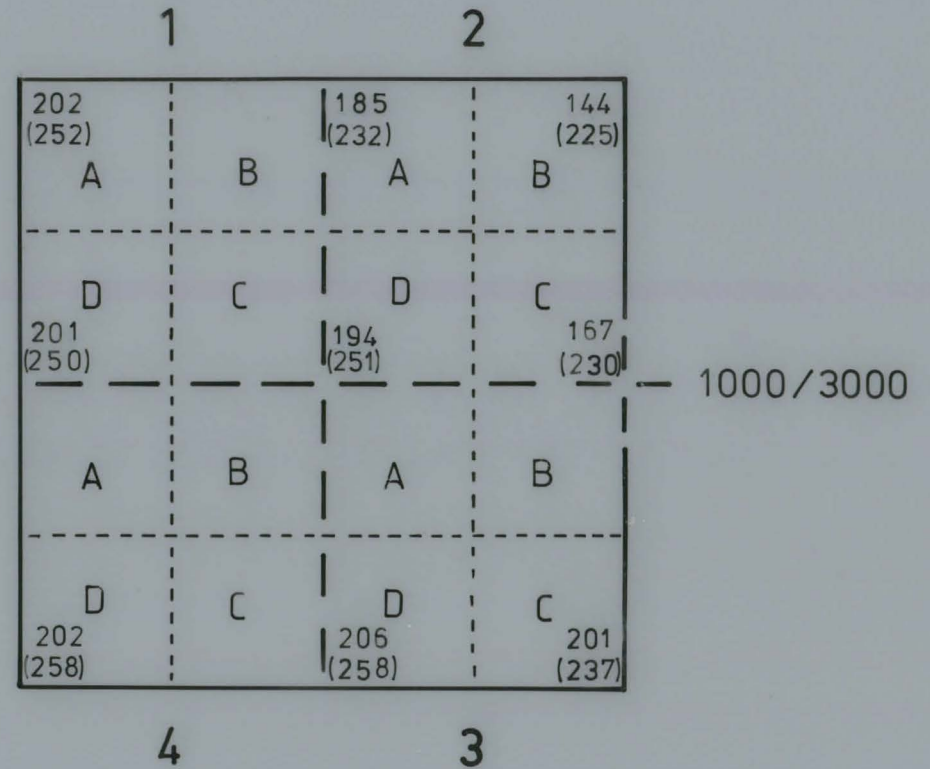 1 2
202 185 144
(252) (232) (225)
A B A B
D C D C
201 194 167
(250) (251) (230)
1000/3000
A B A B
D C D C
202 206 201
(258) (258) (237)
4 3